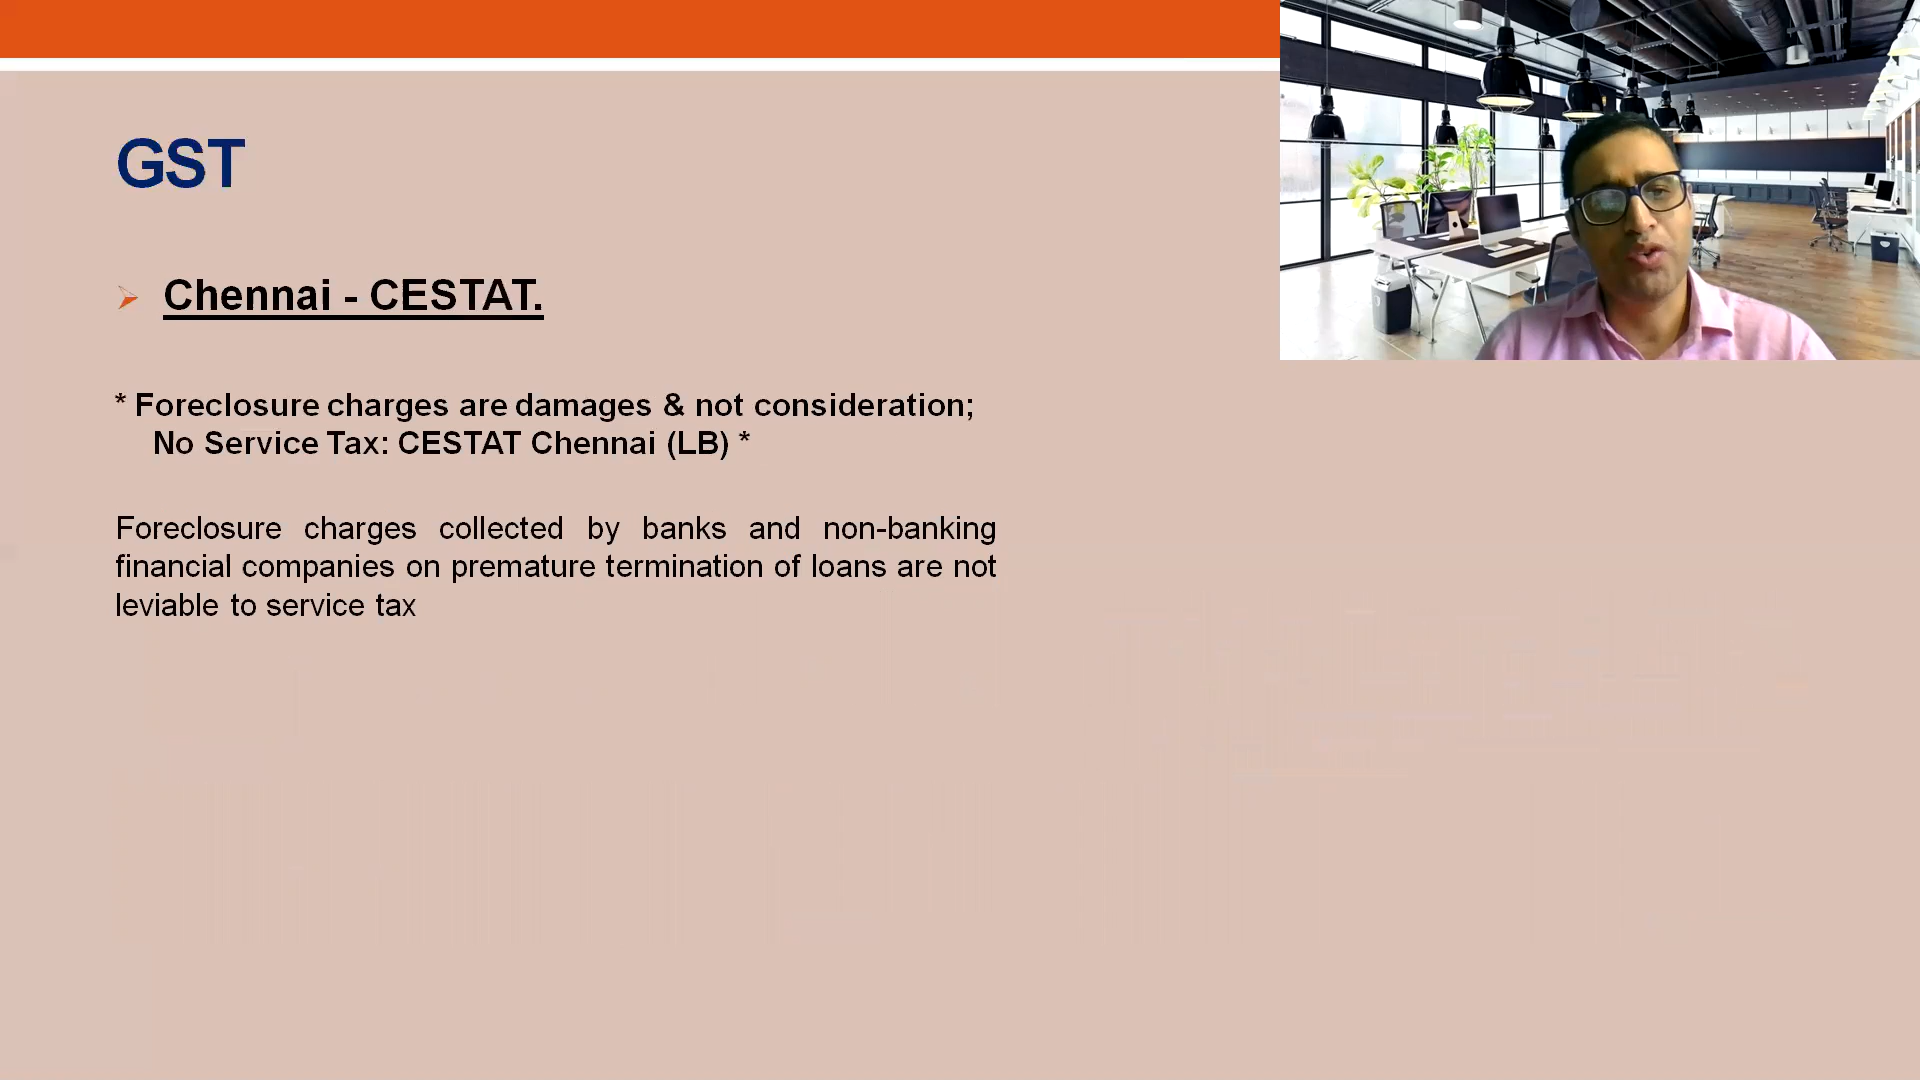 GST
Chennai - CESTAT.
* Foreclosure charges are damages & not consideration;
No Service Tax: CESTAT Chennai (LB) *
Foreclosure charges collected by banks and non-banking
financial companies on premature termination of loans are not
leviable to service tax